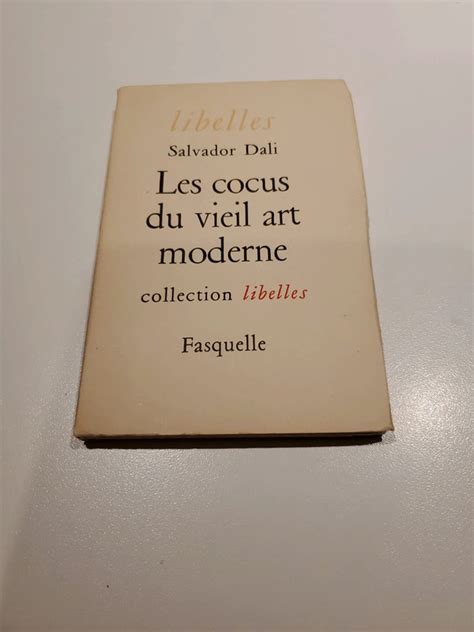 libelles
Salvador Dali
Les cocus
du vieil art
moderne
collection libelles
Fasquelle